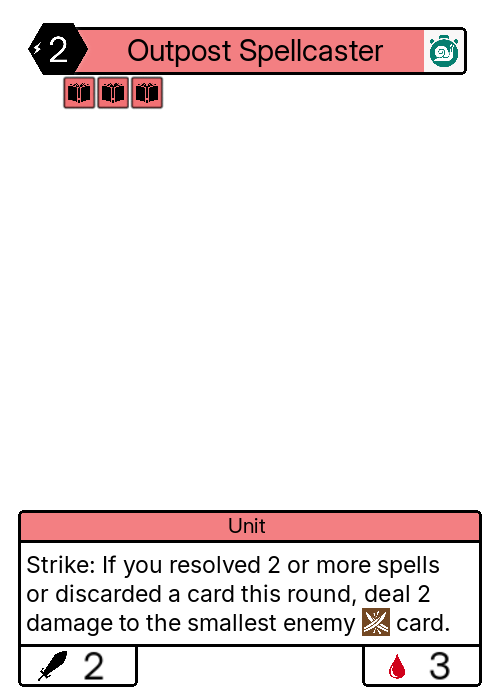 2 Outpost Spellcaster
Unit
Strike: If you resolved 2 or more spells
or discarded a card this round, deal 2
damage to the smallest enemy card.
2 3